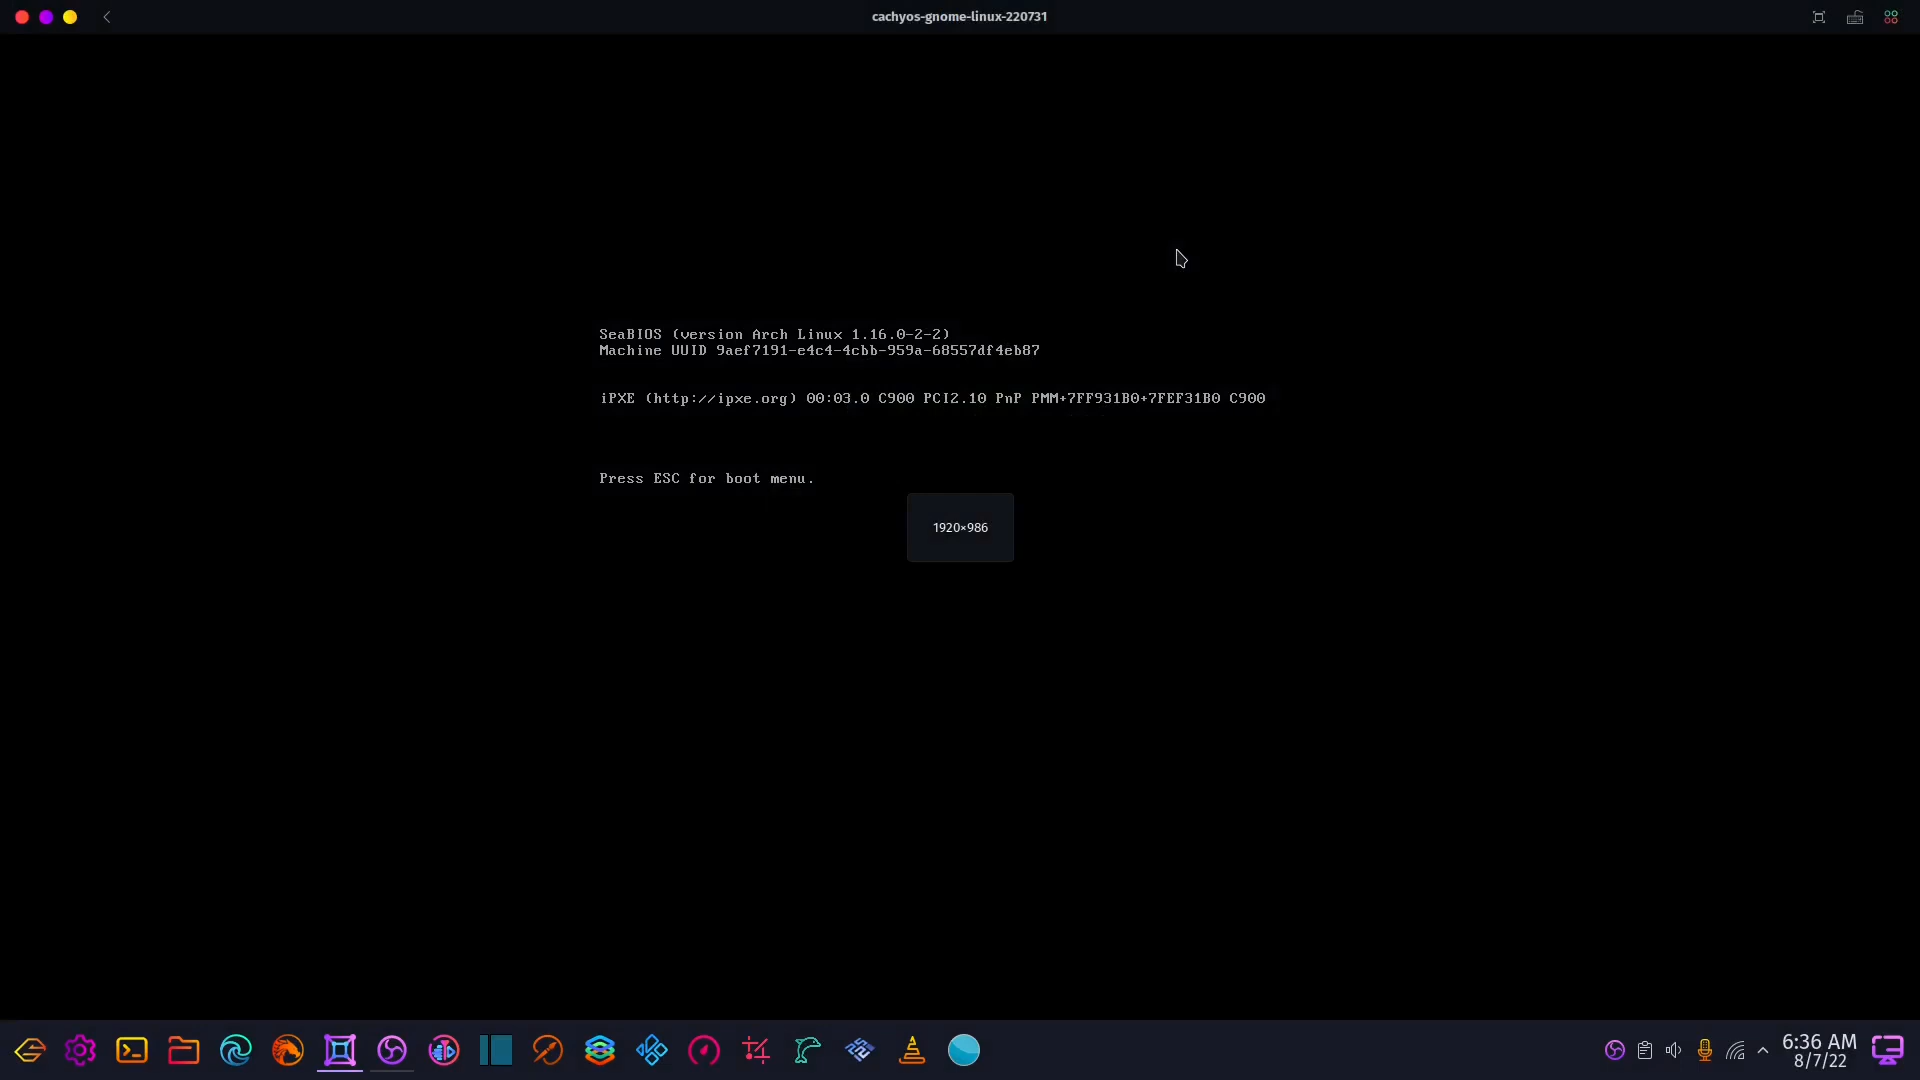 cachyos-gnome-linux-220731
SeaBIOS (version Arch Linux 1.16.0-2-2)
Machine UUID 9aef7191-e4c4-4cbb-959a-68557df4eb87
iPXE (http://ipxe.org) 00:03.0 C900 PCI2.10 PnP PMM+7FF931B0+7FEF31B0 C900
Press ESC for boot menu.
1920×986
6:36 AM
8/7/22